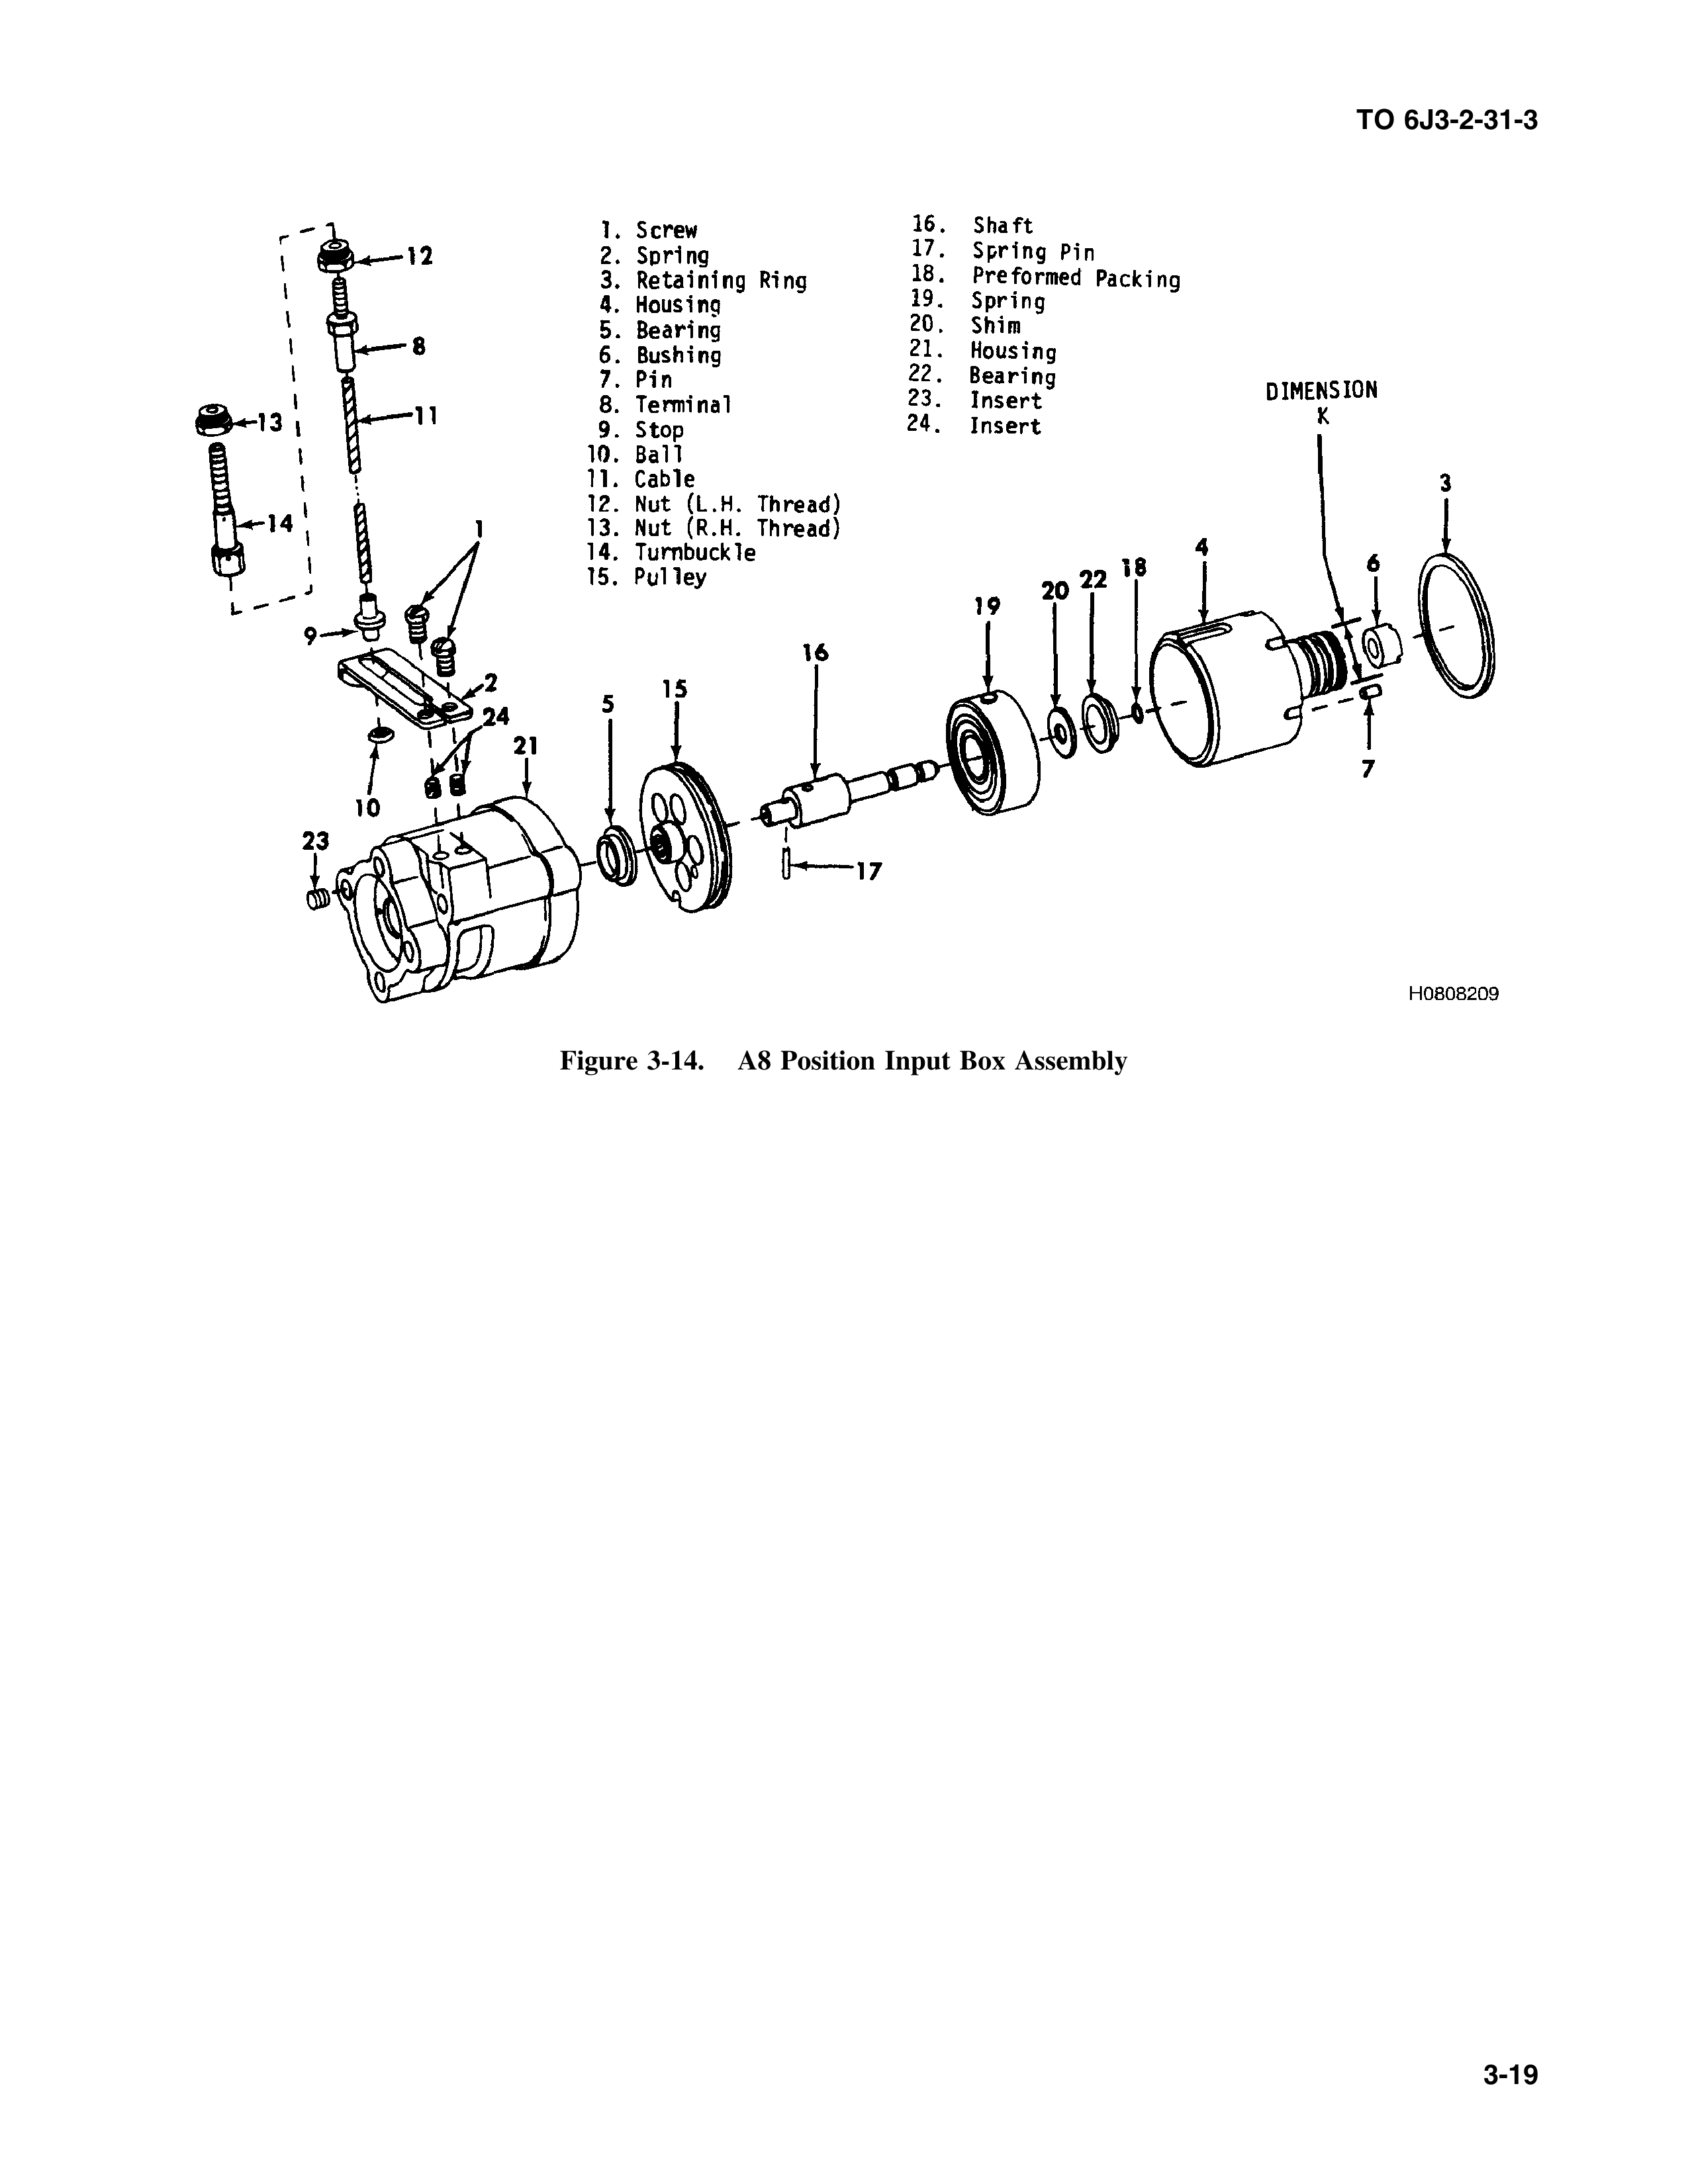 TO 6J3-2-31-3
1. Screw
2. Spring
3. Retaining Ring
4. Housing
5. Bearing
6. Bushing
7. Pin
8. Terminal
9. Stop
10. Ball
11. Cable
12. Nut (L.H. Thread)
13. Nut (R.H. Thread)
14. Turnbuckle
15. Pulley
16. Shaft
17. Spring Pin
18. Preformed Packing
19. Spring
20. Shim
21. Housing
22. Bearing
23. Insert
24. Insert
DIMENSION
K
12
8
11
13
14
1
9
2
24
10
21
23
5
15
16
17
19
20
22
18
4
6
3
7
H0808209
Figure 3-14. A8 Position Input Box Assembly
3-19